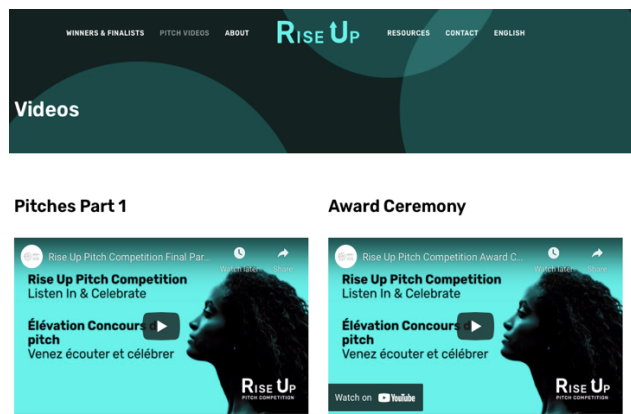 WINNERS & FINALISTS PITCH VIDEOS ABOUT RISE UP RESOURCES CONTACT ENGLISH
Videos
Pitches Part 1
Rise Up Pitch Competition Final Par...
Watch later
Share
Rise Up Pitch Competition
Listen In & Celebrate
Élévation Concours d
pitch
Venez écouter et célébrer
RISE UP
PITCH COMPETITION
Award Ceremony
Rise Up Pitch Competition Award C...
Watch later
Share
Rise Up Pitch Competition
Listen In & Celebrate
Élévation Concours d
pitch
Venez écouter et célébrer
Watch on YouTube
RISE UP
PITCH COMPETITION